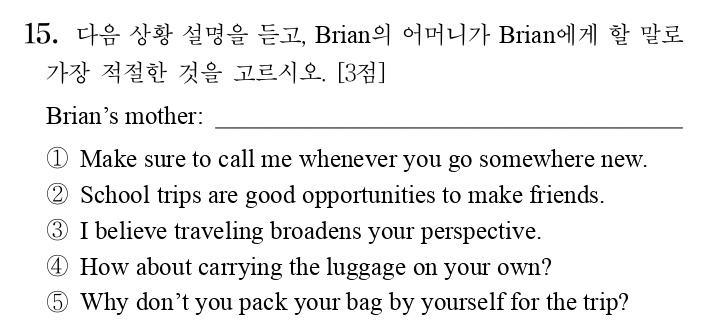 15. 다음 상황 설명을 듣고, Brian의 어머니가 Brian에게 할 말로
가장 적절한 것을 고르시오. [3점]
Brian’s mother: ______________________________________
① Make sure to call me whenever you go somewhere new.
② School trips are good opportunities to make friends.
③ I believe traveling broadens your perspective.
④ How about carrying the luggage on your own?
⑤ Why don’t you pack your bag by yourself for the trip?